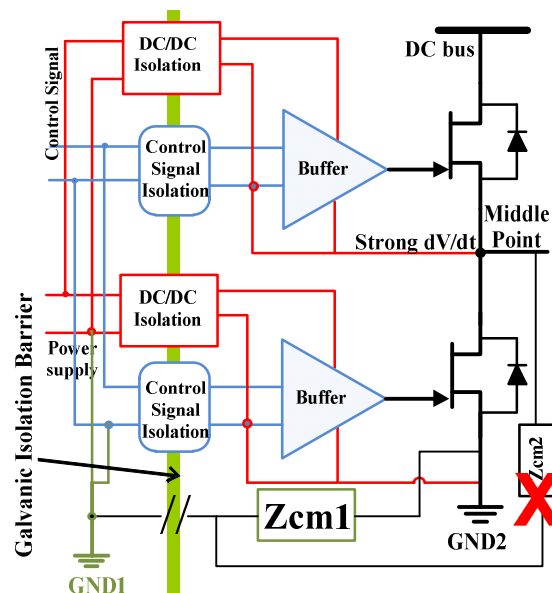 DC/DC
Isolation
DC bus
Control Signal
Control
Signal
Isolation
Buffer
Strong dV/dt
Middle
Point
DC/DC
Isolation
Power
supply
Control
Signal
Isolation
Buffer
Galvanic Isolation Barrier
Zcm2
Zcm1
GND2
GND1